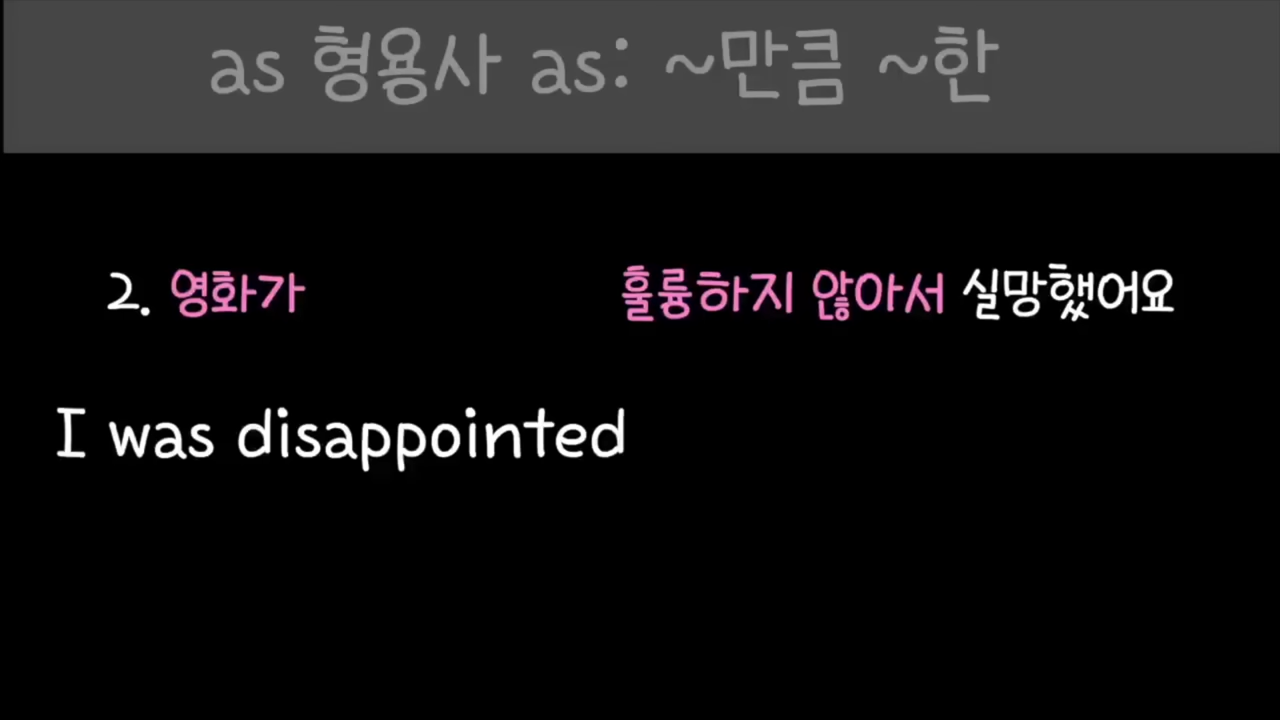 as 형용사 as: ~만큼 ~한
2. 영화가 훌륭하지 않아서 실망했어요
I was disappointed